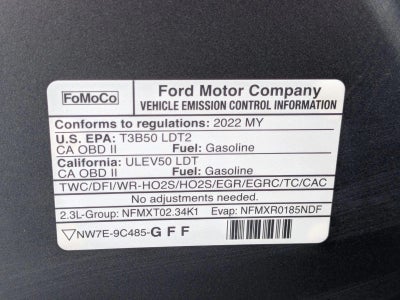 FoMoCo
Ford Motor Company
VEHICLE EMISSION CONTROL INFORMATION
Conforms to regulations: 2022 MY
U.S. EPA: T3B50 LDT2
CA OBD II Fuel: Gasoline
California: ULEV50 LDT
CA OBD II Fuel: Gasoline
TWC/DFI/WR-HO2S/HO2S/EGR/EGRC/TC/CAC
No adjustments needed.
2.3L-Group: NFMXT02.34K1 Evap: NFMXR0185NDF
NW7E-9C485-GFF